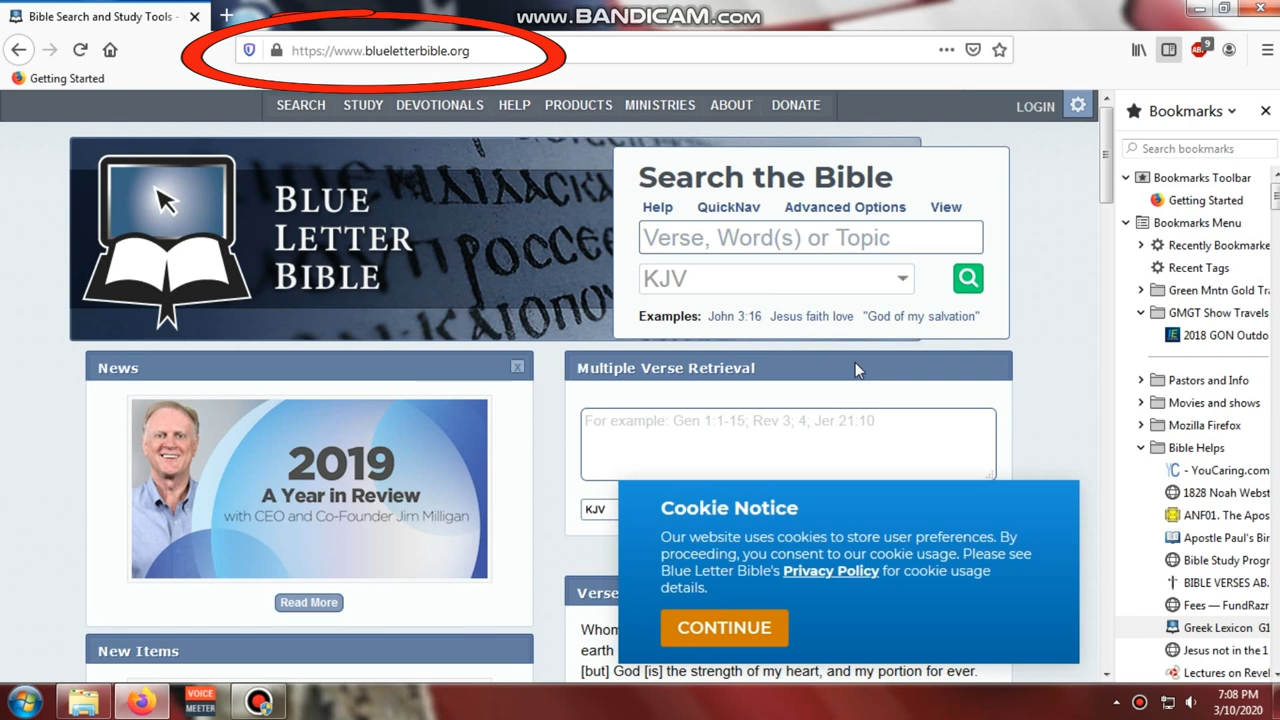 Bible Search and Study Tools -
www.BANDICAM.com
https://www.blueletterbible.org
9
Getting Started
SEARCH STUDY DEVOTIONALS HELP PRODUCTS MINISTRIES ABOUT DONATE
LOGIN
BLUE
LETTER
BIBLE
Search the Bible
Help QuickNav Advanced Options View
Verse, Word(s) or Topic
KJV
Examples: John 3:16 Jesus faith love "God of my salvation"
News
x
2019
A Year in Review
with CEO and Co-Founder Jim Milligan
Read More
New Items
Multiple Verse Retrieval
For example: Gen 1:1-15; Rev 3; 4; Jer 21:10
KJV
Verse
Whom
earth
[but] God [is] the strength of my heart, and my portion for ever.
Cookie Notice
Our website uses cookies to store user preferences. By
proceeding, you consent to our cookie usage. Please see
Blue Letter Bible's Privacy Policy for cookie usage
details.
CONTINUE
Bookmarks
Search bookmarks
Bookmarks Toolbar
Getting Started
Bookmarks Menu
Recently Bookmarke
Recent Tags
Green Mntn Gold Tr
GMGT Show Travels
2018 GON Outdo
Pastors and Info
Movies and shows
Mozilla Firefox
Bible Helps
- YouCaring.com
1828 Noah Webst
ANF01. The Apos
Apostle Paul's Bir
Bible Study Progr
BIBLE VERSES AB.
Fees — FundRazr
Greek Lexicon G1
Jesus not in the 1
Lectures on Revel
VOICE
MEETER
7:08 PM
3/10/2020